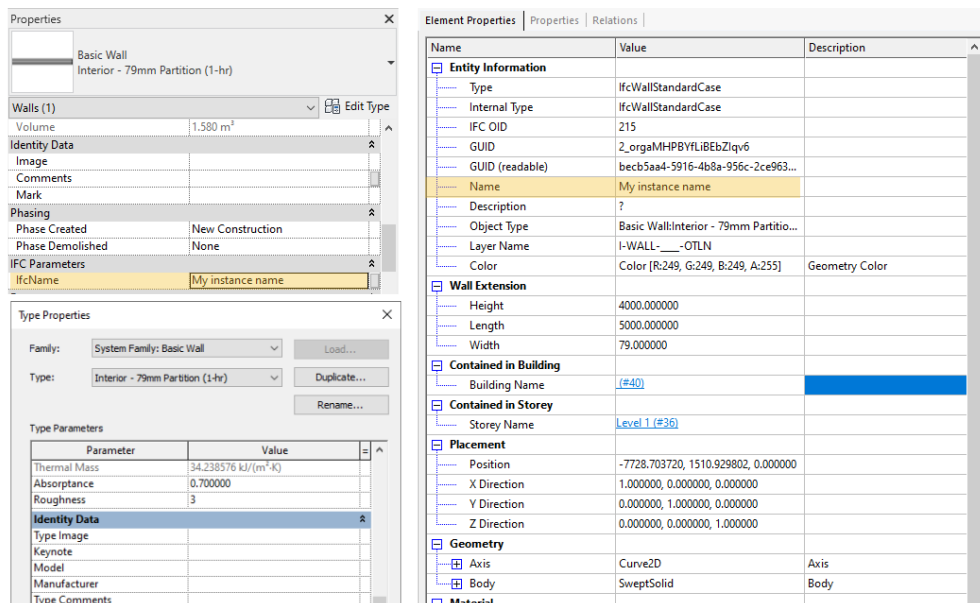 Properties
Basic Wall
Interior - 79mm Partition (1-hr)
Walls (1)
Edit Type
Volume 1.580 m³
Identity Data
Image
Comments
Mark
Phasing
Phase Created New Construction
Phase Demolished None
IFC Parameters
IfcName My instance name
Type Properties
Family: System Family: Basic Wall Load...
Type: Interior - 79mm Partition (1-hr) Duplicate...
Rename...
Type Parameters
Parameter Value =
Thermal Mass 34.238576 kJ/(m²·K)
Absorptance 0.700000
Roughness 3
Identity Data
Type Image
Keynote
Model
Manufacturer
Type Comments
Element Properties Properties Relations
Name Value Description
Entity Information
Type IfcWallStandardCase
Internal Type IfcWallStandardCase
IFC OID 215
GUID 2_orgaMHPBYfLiBEbZlqv6
GUID (readable) becb5aa4-5916-4b8a-956c-2ce963...
Name My instance name
Description ?
Object Type Basic Wall:Interior - 79mm Partitio...
Layer Name I-WALL-___-OTLN
Color Color [R:249, G:249, B:249, A:255] Geometry Color
Wall Extension
Height 4000.000000
Length 5000.000000
Width 79.000000
Contained in Building
Building Name (#40)
Contained in Storey
Storey Name Level 1 (#36)
Placement
Position -7728.703720, 1510.929802, 0.000000
X Direction 1.000000, 0.000000, 0.000000
Y Direction 0.000000, 1.000000, 0.000000
Z Direction 0.000000, 0.000000, 1.000000
Geometry
Axis Curve2D Axis
Body SweptSolid Body
Material